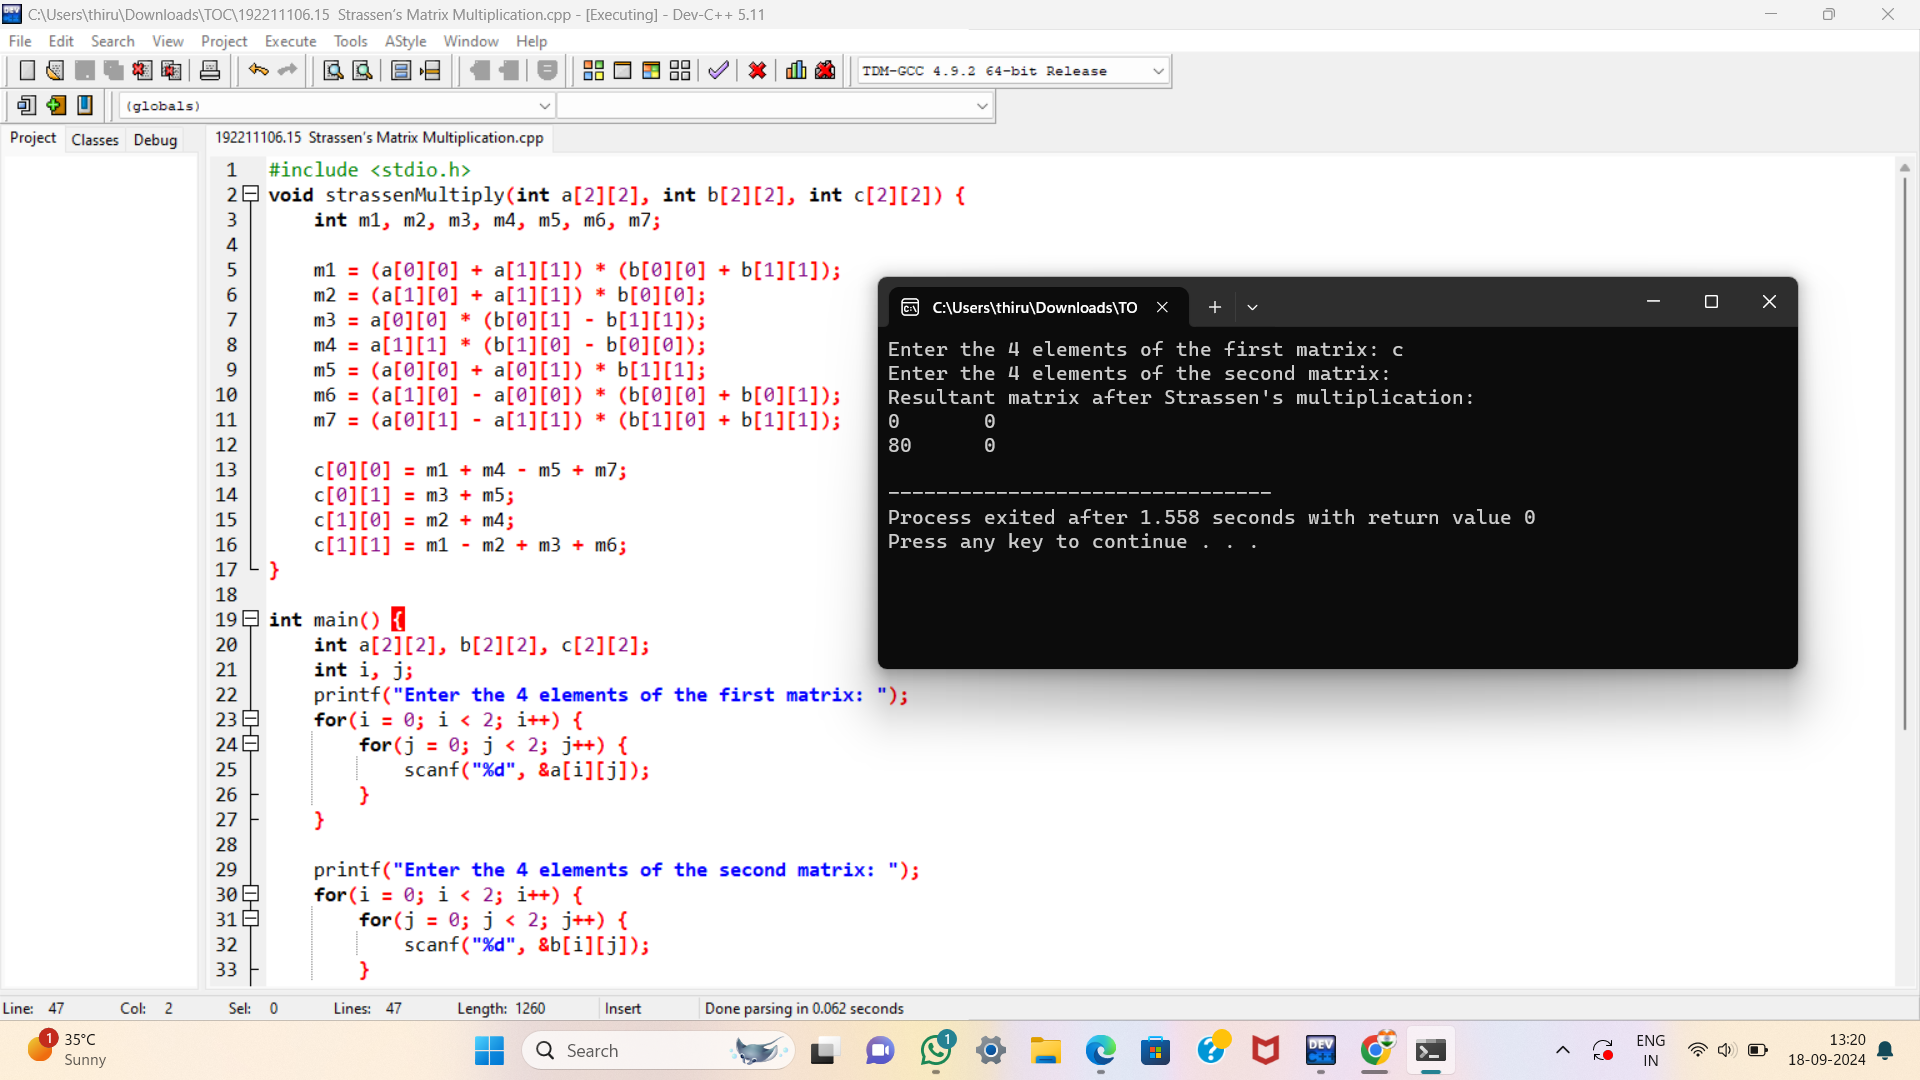 C:\Users\thiru\Downloads\TOC\192211106.15  Strassen's Matrix Multiplication.cpp - [Executing] - Dev-C++ 5.11
File Edit Search View Project Execute Tools AStyle Window Help
TDM-GCC 4.9.2 64-bit Release
(globals)
Project Classes Debug
192211106.15  Strassen's Matrix Multiplication.cpp
1 #include <stdio.h>
2 void strassenMultiply(int a[2][2], int b[2][2], int c[2][2]) {
3     int m1, m2, m3, m4, m5, m6, m7;
4
5     m1 = (a[0][0] + a[1][1]) * (b[0][0] + b[1][1]);
6     m2 = (a[1][0] + a[1][1]) * b[0][0];
7     m3 = a[0][0] * (b[0][1] - b[1][1]);
8     m4 = a[1][1] * (b[1][0] - b[0][0]);
9     m5 = (a[0][0] + a[0][1]) * b[1][1];
10     m6 = (a[1][0] - a[0][0]) * (b[0][0] + b[0][1]);
11     m7 = (a[0][1] - a[1][1]) * (b[1][0] + b[1][1]);
12
13     c[0][0] = m1 + m4 - m5 + m7;
14     c[0][1] = m3 + m5;
15     c[1][0] = m2 + m4;
16     c[1][1] = m1 - m2 + m3 + m6;
17 }
18
19 int main() {
20     int a[2][2], b[2][2], c[2][2];
21     int i, j;
22     printf("Enter the 4 elements of the first matrix: ");
23     for(i = 0; i < 2; i++) {
24         for(j = 0; j < 2; j++) {
25             scanf("%d", &a[i][j]);
26         }
27     }
28
29     printf("Enter the 4 elements of the second matrix: ");
30     for(i = 0; i < 2; i++) {
31         for(j = 0; j < 2; j++) {
32             scanf("%d", &b[i][j]);
33         }
C:\Users\thiru\Downloads\TO
Enter the 4 elements of the first matrix: c
Enter the 4 elements of the second matrix:
Resultant matrix after Strassen's multiplication:
0       0
80      0
--------------------------------
Process exited after 1.558 seconds with return value 0
Press any key to continue . . .
Line: 47 Col: 2 Sel: 0 Lines: 47 Length: 1260 Insert Done parsing in 0.062 seconds
1
35°C
Sunny
Search
1
DEV
C++
ENG
IN
13:20
18-09-2024